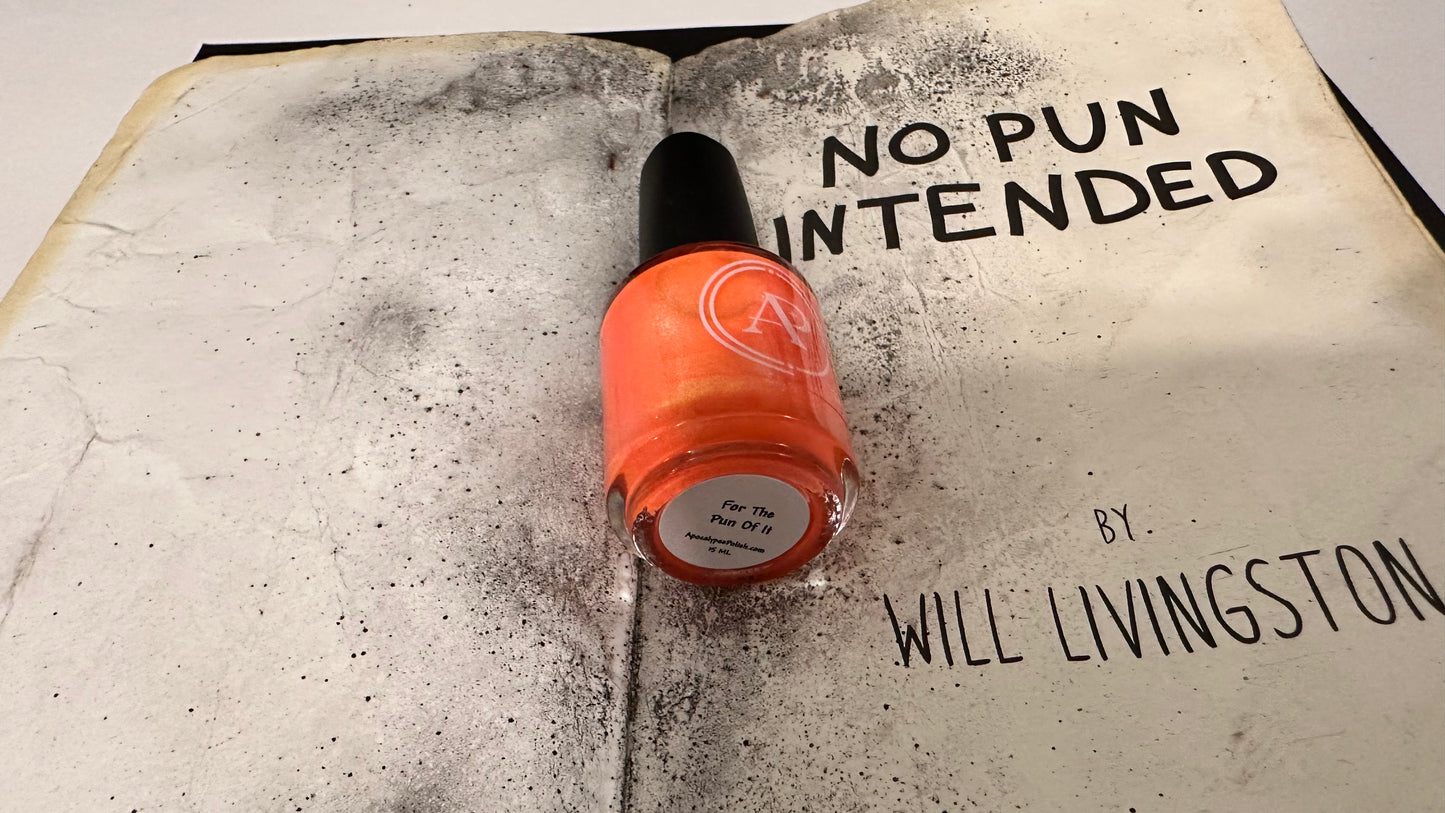 NO PUN
INTENDED
BY.
WILL LIVINGSTON
AP
For The
Pun Of It
ApocalypsePolish.com
15 ML